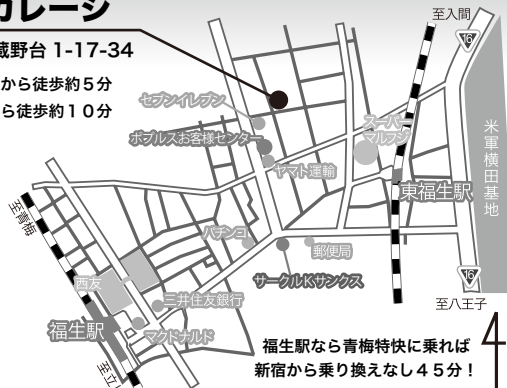 ガレージ
蔵野台 1-17-34
から徒歩約５分
ら徒歩約１０分
至入間
16
セブンイレブン
ポプルスお客様センター
スーパー
マルフジ
ヤマト運輸
米軍横田基地
東福生駅
至青梅
パチンコ
郵便局
サークルKサンクス
16
西友
三井住友銀行
至八王子
福生駅
マクドナルド
至立
福生駅なら青梅特快に乗れば
新宿から乗り換えなし４５分！
4